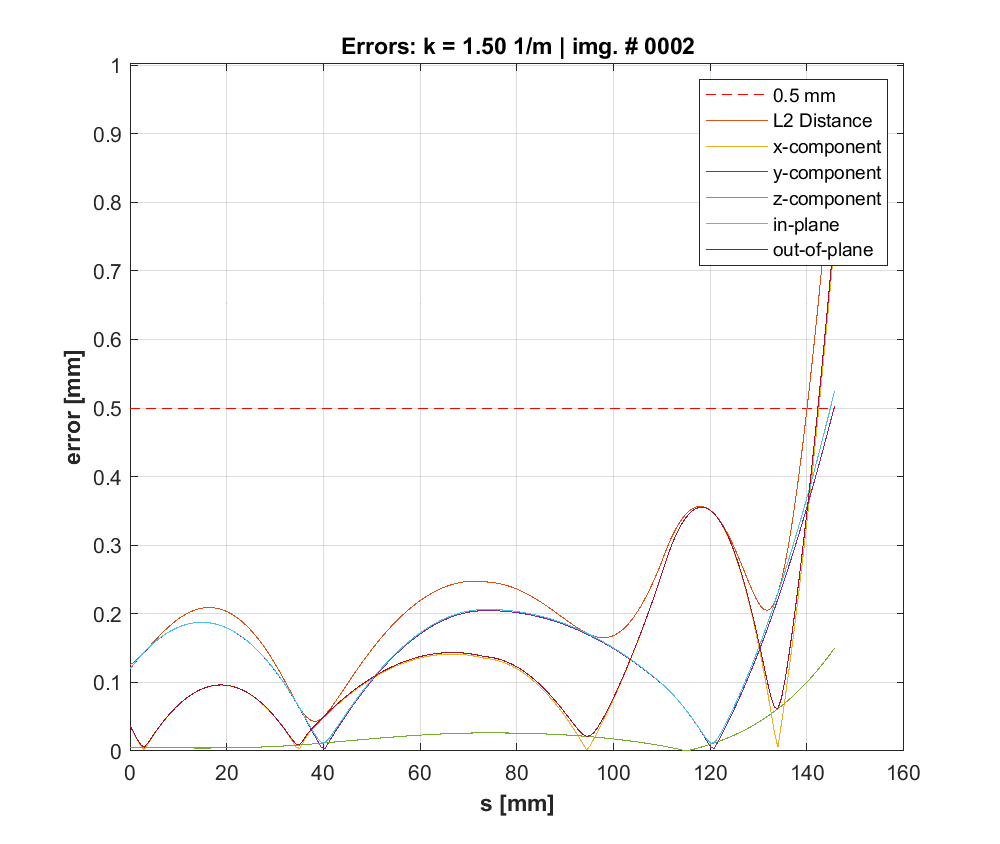 Errors: k = 1.50 1/m | img. # 0002
1
0.9
0.8
0.7
0.6
0.5
0.4
0.3
0.2
0.1
0
error [mm]
0.5 mm
L2 Distance
x-component
y-component
z-component
in-plane
out-of-plane
0 20 40 60 80 100 120 140 160
s [mm]